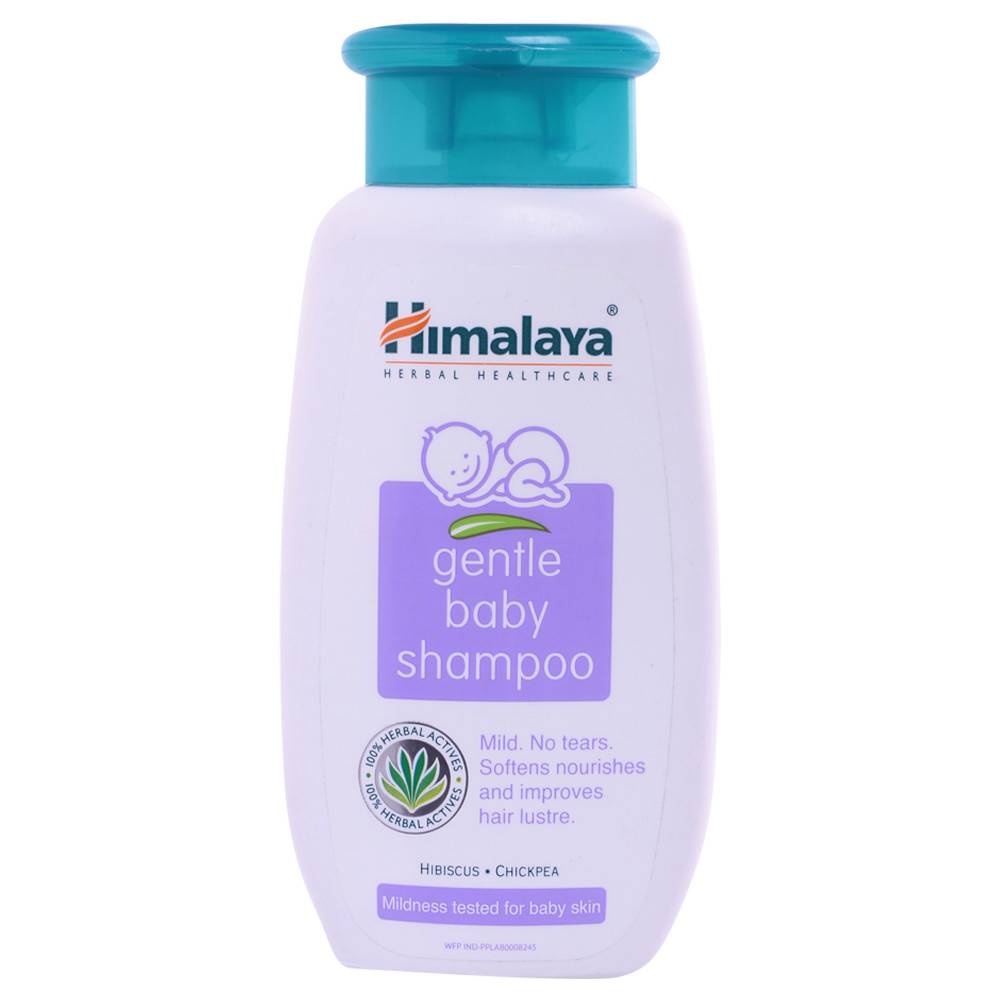 Himalaya®
HERBAL HEALTHCARE
gentle
baby
shampoo
100% HERBAL ACTIVES
100% HERBAL ACTIVES
Mild. No tears.
Softens nourishes
and improves
hair lustre.
HIBISCUS • CHICKPEA
Mildness tested for baby skin
WFP IND-PPLAB0008245